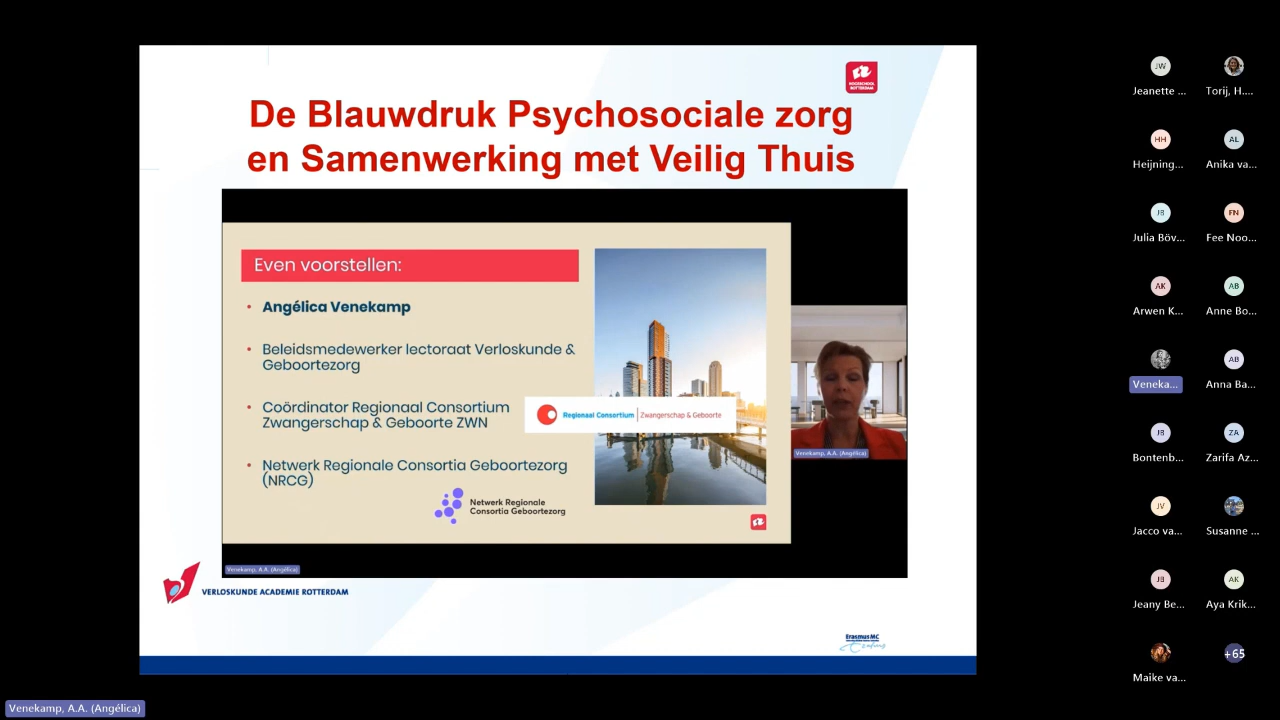 HOGESCHOOL
ROTTERDAM
De Blauwdruk Psychosociale zorg
en Samenwerking met Veilig Thuis
Even voorstellen:
• Angélica Venekamp
• Beleidsmedewerker lectoraat Verloskunde &
Geboortezorg
• Coördinator Regionaal Consortium
Zwangerschap & Geboorte ZWN
Regionaal Consortium | Zwangerschap & Geboorte
• Netwerk Regionale Consortia Geboortezorg
(NRCG)
Netwerk Regionale
Consortia Geboortezorg
Venekamp, A.A. (Angélica)
Venekamp, A.A. (Angélica)
VERLOSKUNDE ACADEMIE ROTTERDAM
Erasmus MC
Venekamp, A.A. (Angélica)
JW
Jeanette ...
Torij, H....
HH
Heijning...
AL
Anika va...
JB
Julia Böv...
FN
Fee Noo...
AK
Arwen K...
AB
Anne Bo...
Veneka...
AB
Anna Ba...
JB
Bontenb...
ZA
Zarifa Az...
JV
Jacco va...
Susanne ...
JB
Jeany Be...
AK
Aya Krik...
Maike va...
+65